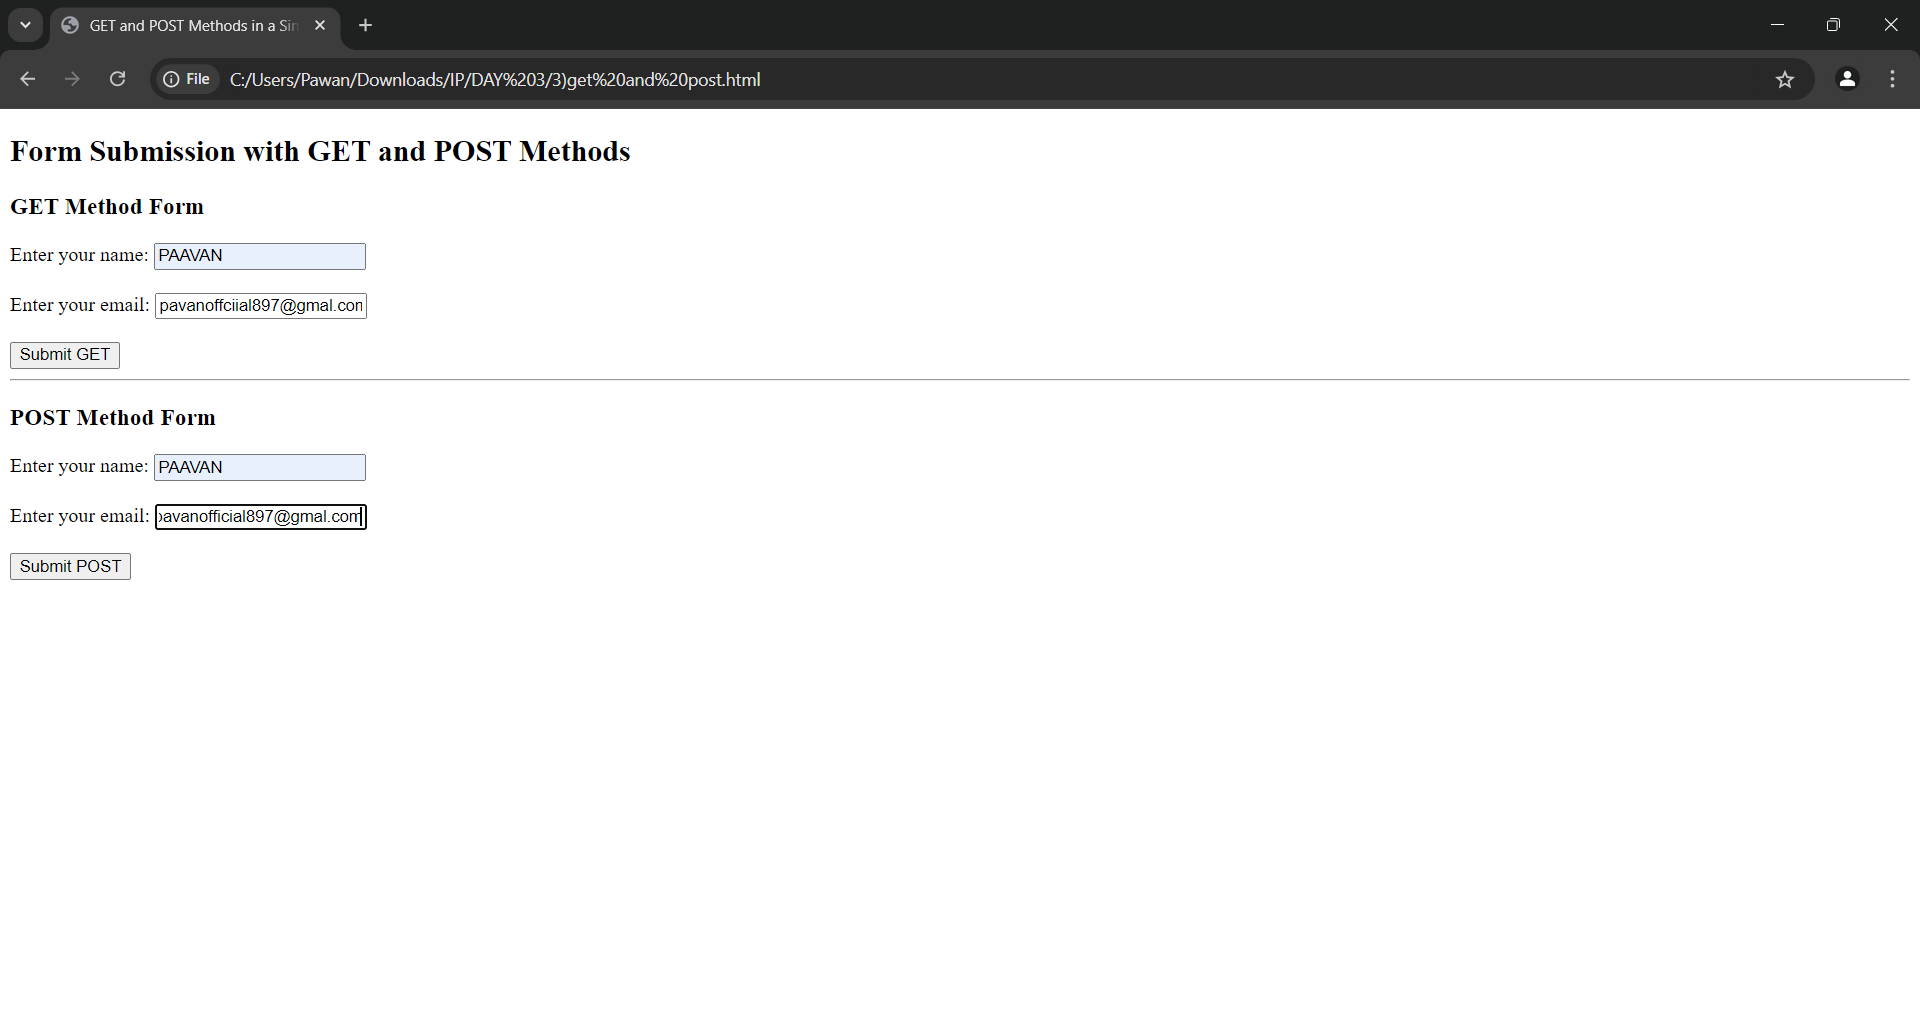 GET and POST Methods in a Sin
File C:/Users/Pawan/Downloads/IP/DAY%203/3)get%20and%20post.html
Form Submission with GET and POST Methods
GET Method Form
Enter your name: PAAVAN
Enter your email: pavanoffciial897@gmal.com
Submit GET
POST Method Form
Enter your name: PAAVAN
Enter your email: pavanofficial897@gmal.com
Submit POST